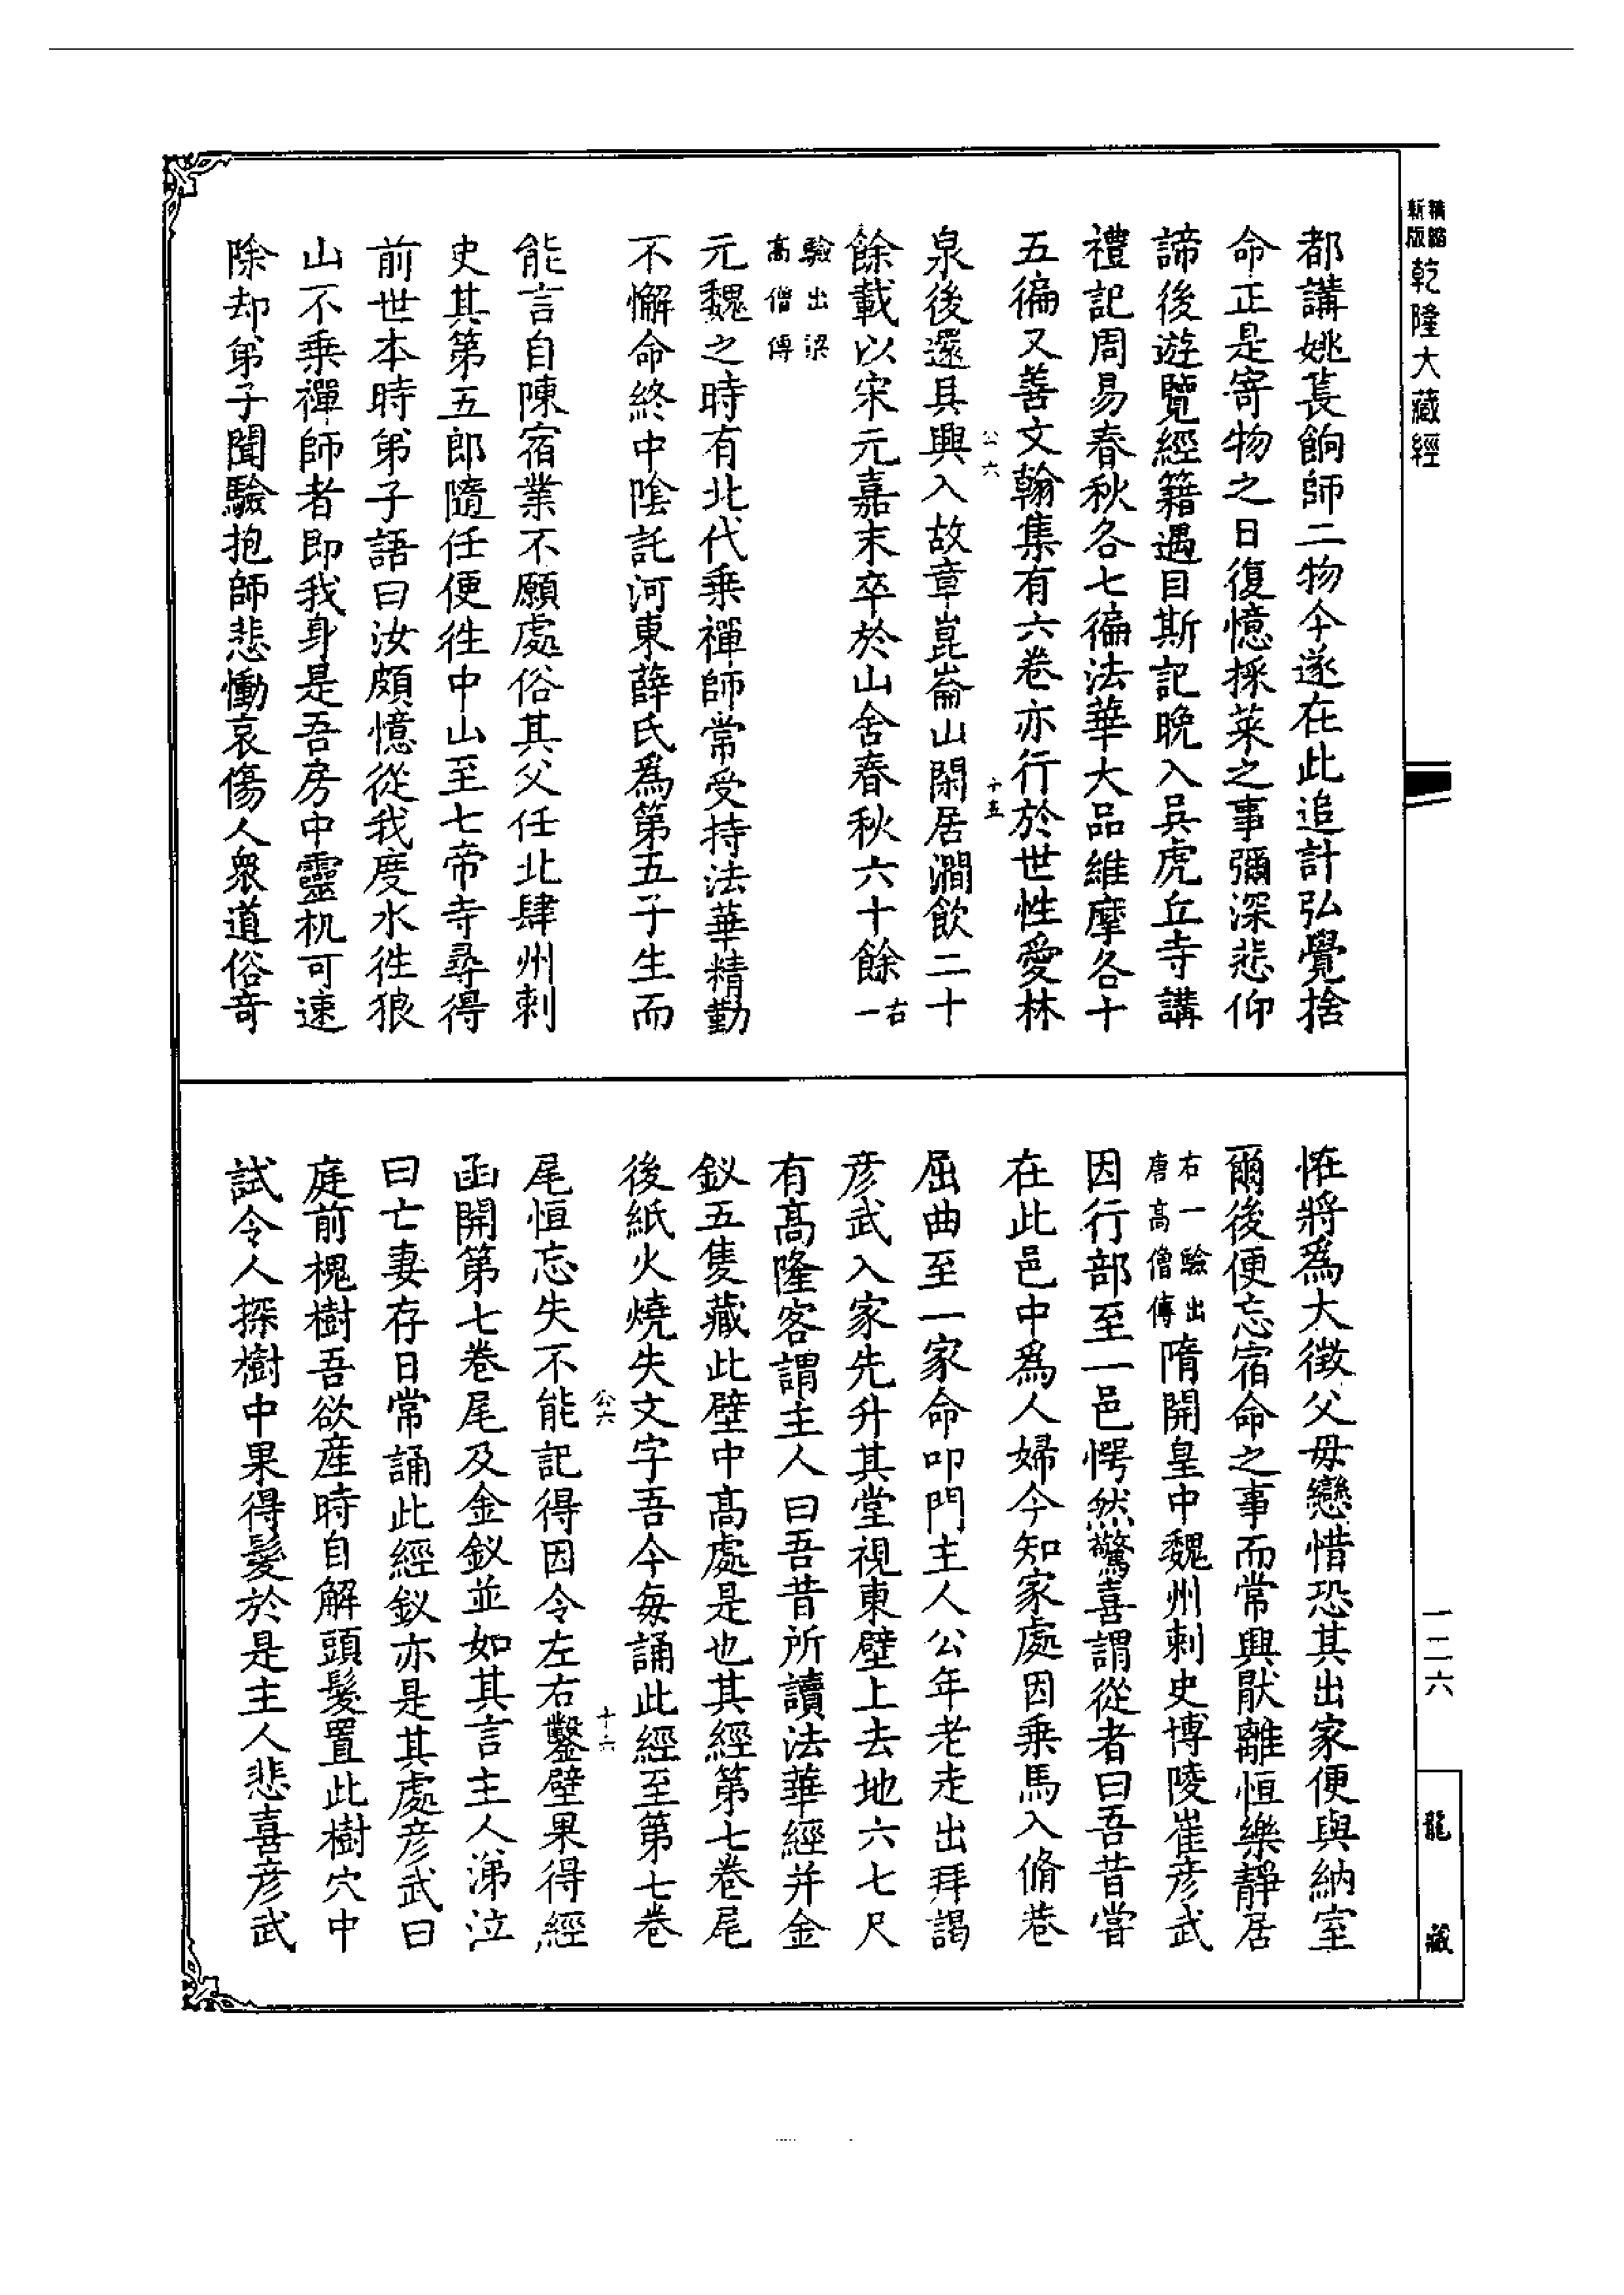 精縮新版乾隆大藏經
都講姚萇餉師二物今遂在此追計弘覺捨
命正是寄物之日復憶採菜之事彌深悲仰
諦後遊覽經籍遇目斯記晚入吳虎丘寺講
禮記周易春秋各七徧法華大品維摩各十
五徧又善文翰集有六卷亦行於世性愛林
公六 十五
泉後還其興入故章崑崙山閑居澗飲二十
餘載以宋元嘉末卒於山舍春秋六十餘右一
驗出梁高僧傳
元魏之時有北代乘禪師常受持法華精勤
不懈命終中陰託河東薛氏為第五子生而
能言自陳宿業不願處俗其父任北肆州刺
史其第五郎隨任便徃中山至七帝寺尋得
前世本時弟子語曰汝頗憶從我度水徃狼
山不乘禪師者即我身是吾房中靈机可速
除却弟子聞驗抱師悲慟哀傷人衆道俗奇
恠將爲大徵父母戀惜恐其出家便與納室
爾後便忘宿命之事而常興猒離恒樂靜居
右一驗出唐高僧傳隋開皇中魏州刺史博陵崔彥武
因行部至一邑愕然驚喜謂從者曰吾昔嘗
在此邑中爲人婦今知家處因乘馬入脩巷
屈曲至一家命叩門主人公年老走出拜謁
彥武入家先升其堂視東壁上去地六七尺
有髙隆客謂主人曰吾昔所讀法華經并金
釵五隻藏此壁中髙處是也其經第七卷尾
後紙火燒失文字吾今每誦此經至第七卷
公六 十六
尾恒忘失不能記得因令左右鑿壁果得經
函開第七卷尾及金釵並如其言主人涕泣
曰亡妻存日常誦此經釵亦是其處彥武曰
庭前槐樹吾欲産時自解頭髮置此樹穴中
試令人探樹中果得髮於是主人悲喜彥武
一二六
龍藏